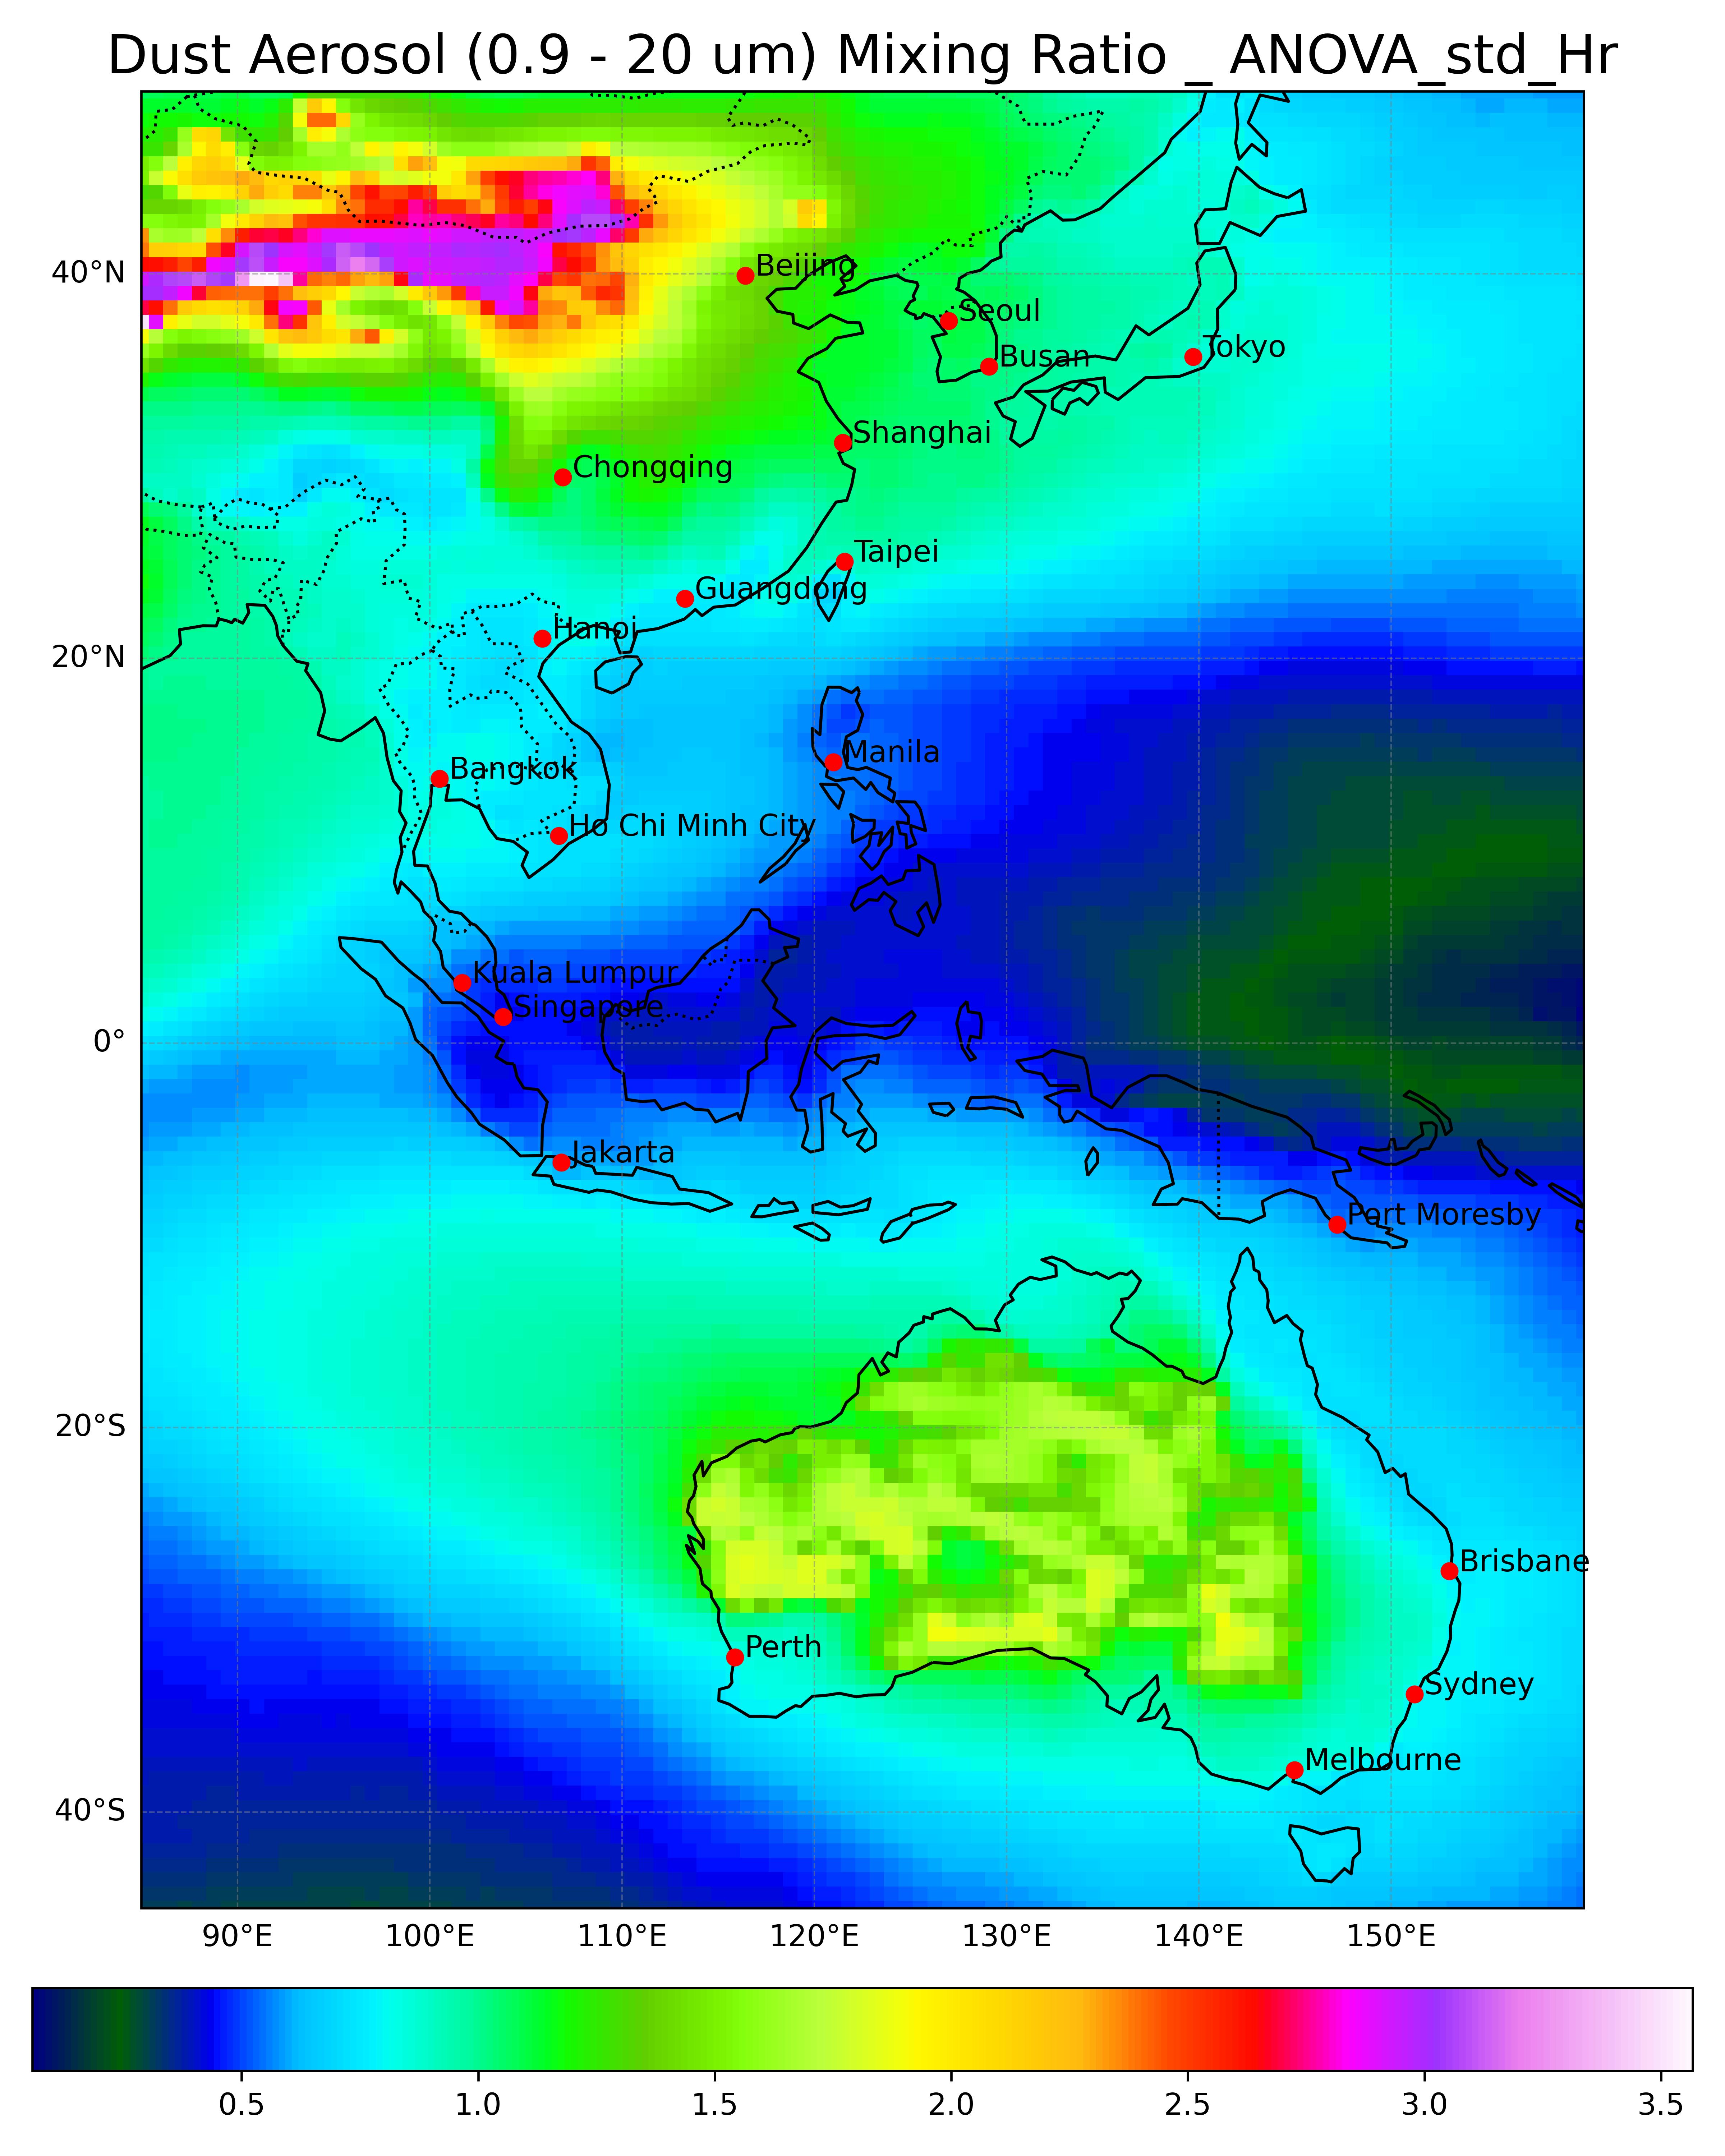 Dust Aerosol (0.9 - 20 um) Mixing Ratio _ ANOVA_std_Hr
40°N
20°N
0°
20°S
40°S
Beijing
Seoul
Busan
Tokyo
Shanghai
Chongqing
Taipei
Guangdong
Hanoi
Manila
Bangkok
Ho Chi Minh City
Kuala Lumpur
Singapore
Jakarta
Port Moresby
Brisbane
Perth
Sydney
Melbourne
90°E 100°E 110°E 120°E 130°E 140°E 150°E
0.5 1.0 1.5 2.0 2.5 3.0 3.5